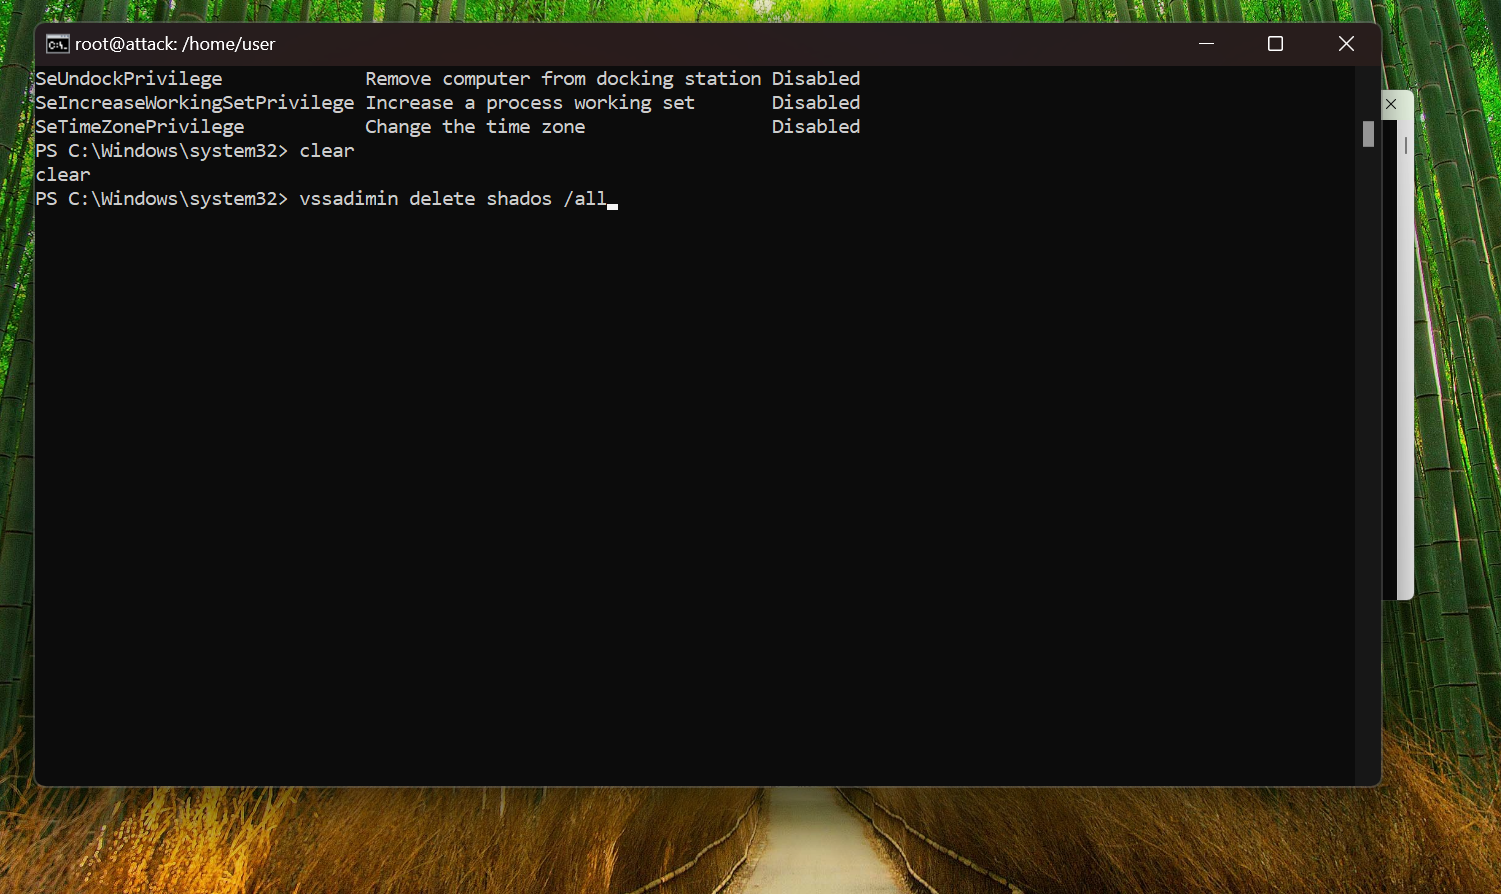 root@attack: /home/user
SeUndockPrivilege Remove computer from docking station Disabled
SeIncreaseWorkingSetPrivilege Increase a process working set Disabled
SeTimeZonePrivilege Change the time zone Disabled
PS C:\Windows\system32> clear
clear
PS C:\Windows\system32> vssadimin delete shados /all